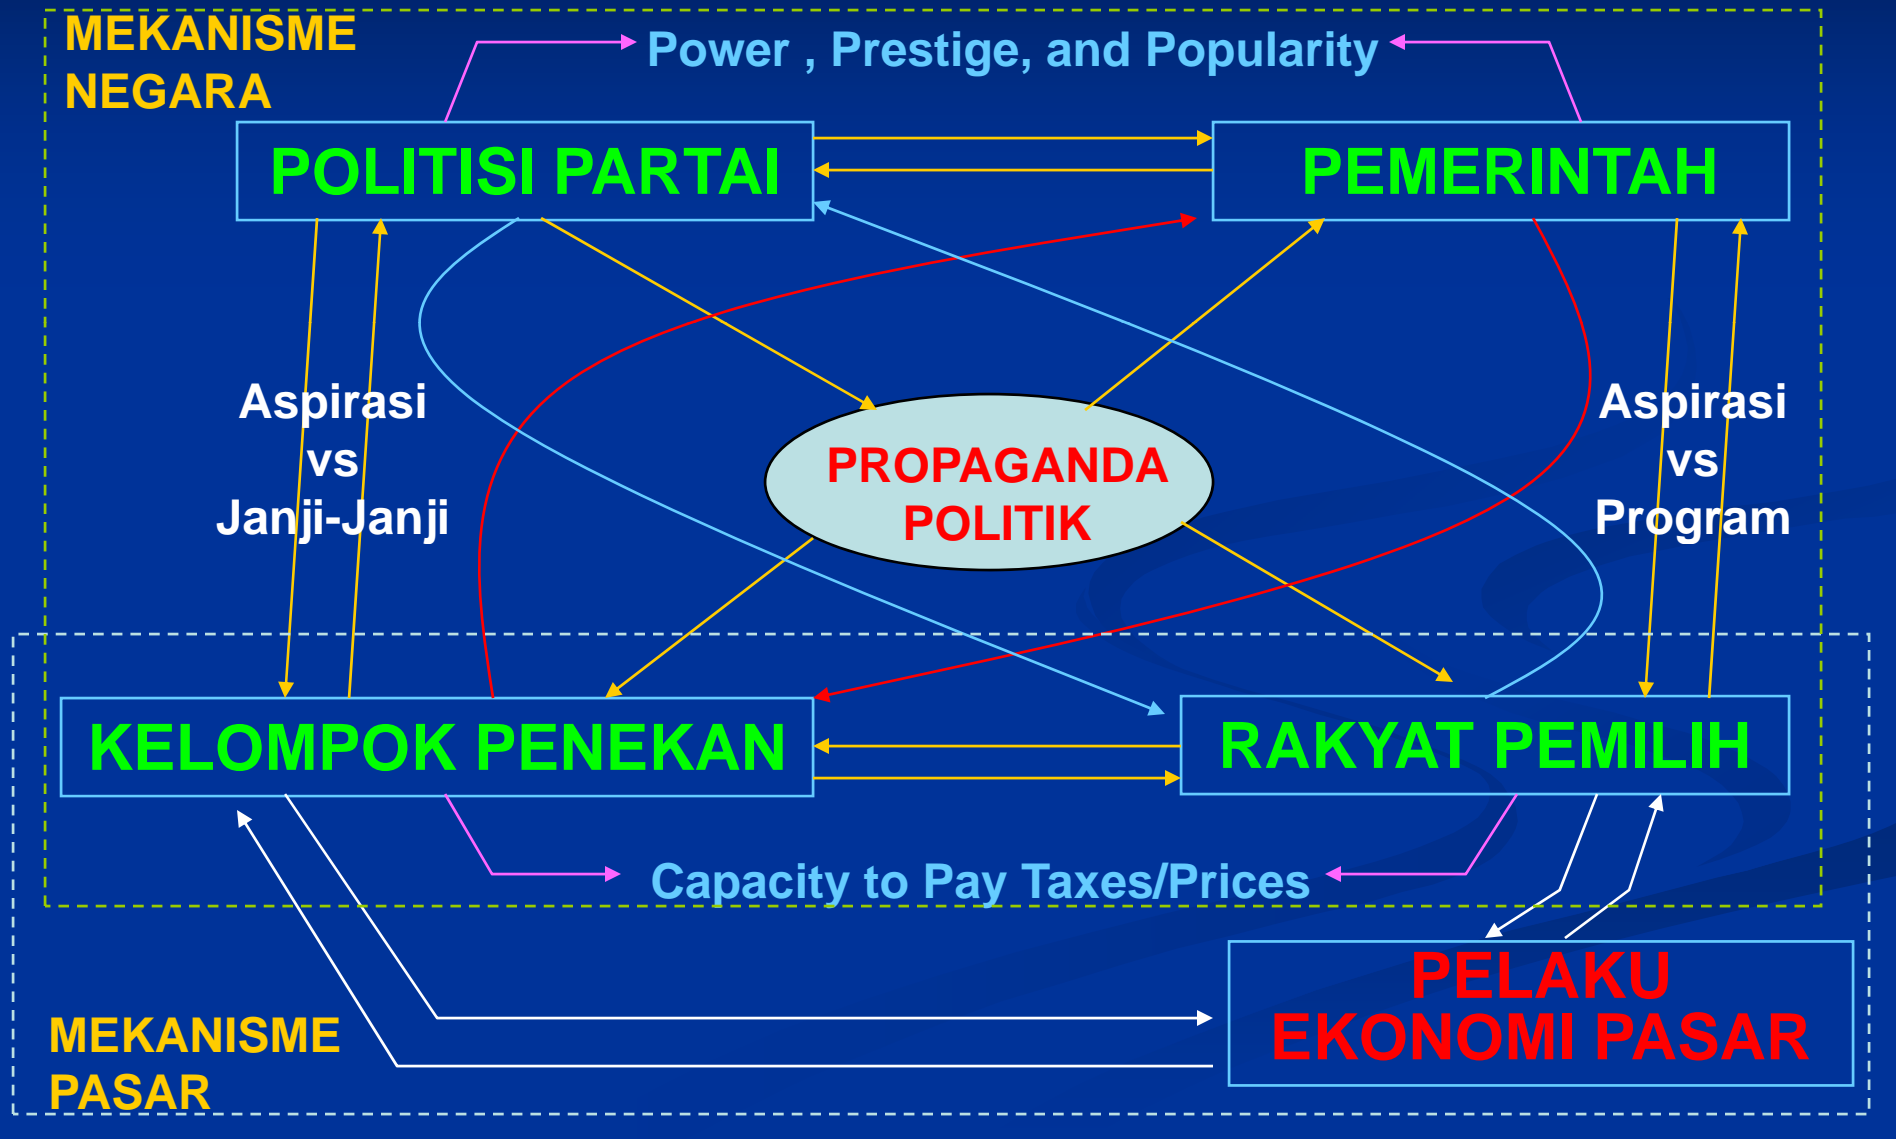 MEKANISME
NEGARA
Power , Prestige, and Popularity
POLITISI PARTAI
PEMERINTAH
Aspirasi
vs
Janji-Janji
PROPAGANDA
POLITIK
Aspirasi
vs
Program
KELOMPOK PENEKAN
RAKYAT PEMILIH
Capacity to Pay Taxes/Prices
PELAKU
EKONOMI PASAR
MEKANISME
PASAR